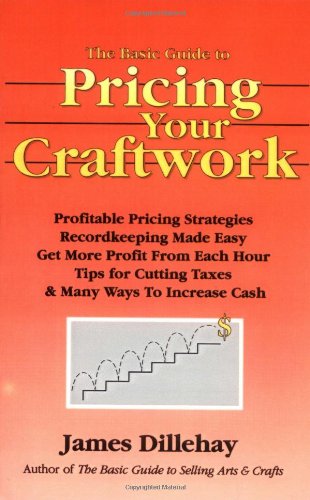 The Basic Guide to
Pricing
Your
Craftwork
Profitable Pricing Strategies
Recordkeeping Made Easy
Get More Profit From Each Hour
Tips for Cutting Taxes
& Many Ways To Increase Cash
$
James Dillehay
Author of The Basic Guide to Selling Arts & Crafts